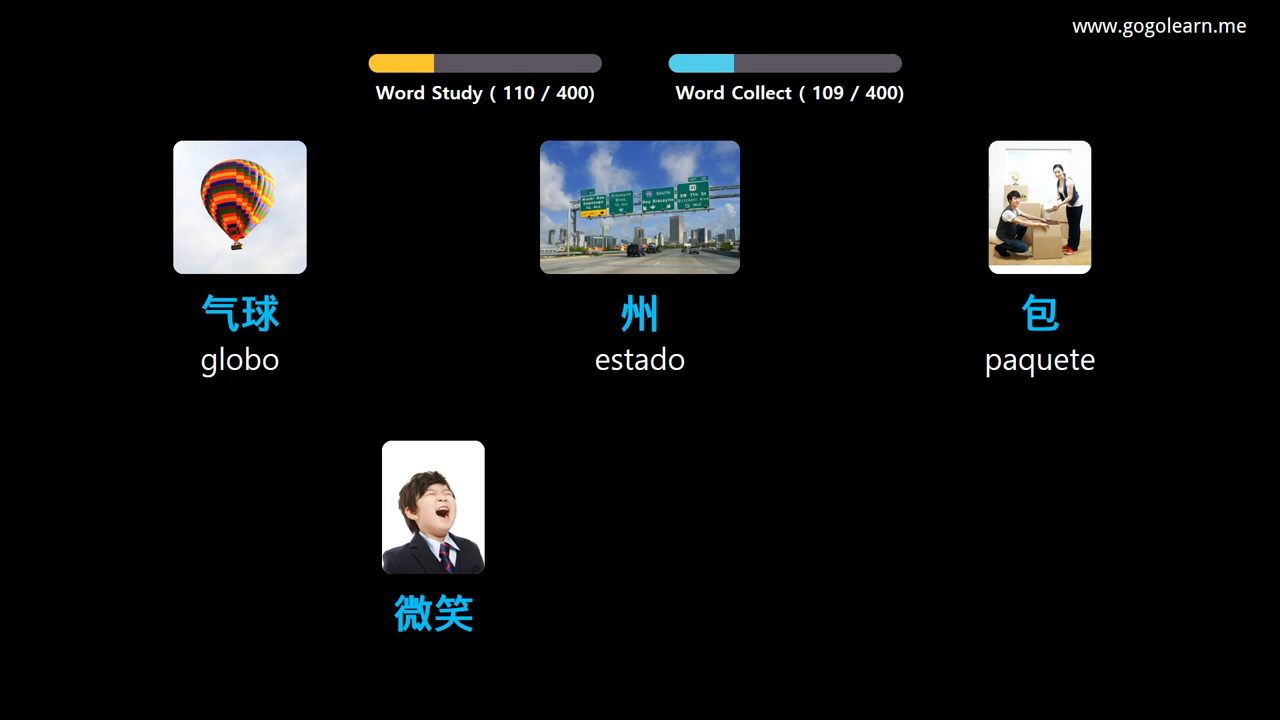 www.gogolearn.me
Word Study ( 110 / 400)
Word Collect ( 109 / 400)
气球
globo
州
estado
包
paquete
微笑